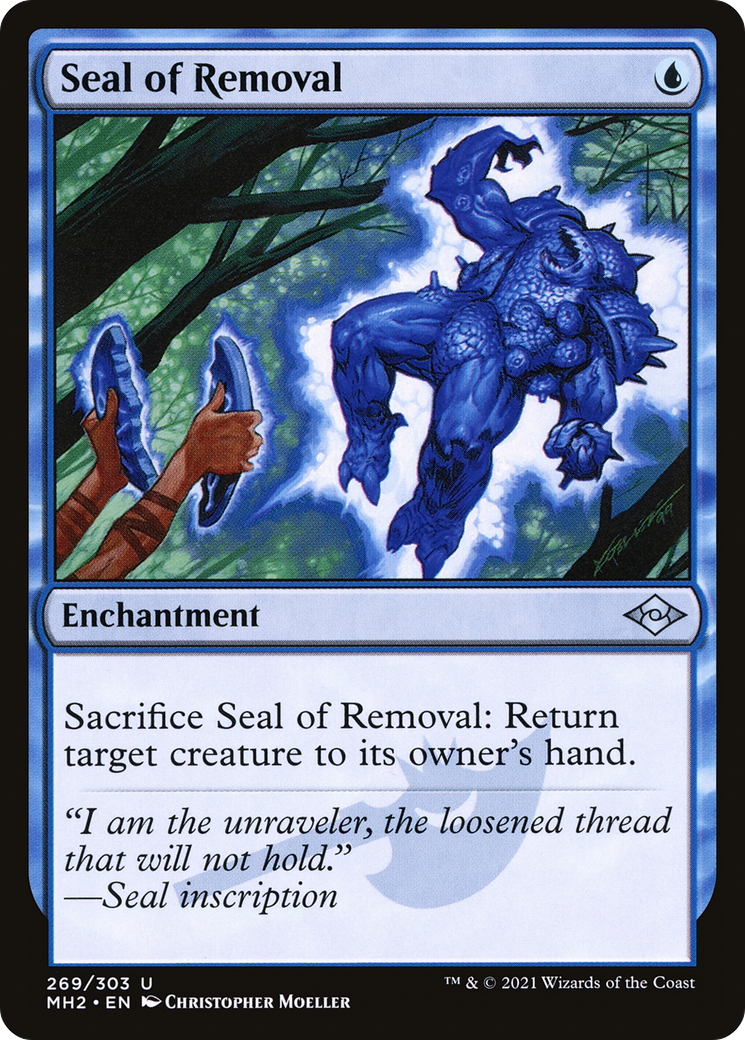 Seal of Removal
Enchantment
Sacrifice Seal of Removal: Return
target creature to its owner's hand.
“I am the unraveler, the loosened thread
that will not hold.”
—Seal inscription
269/303 U
MH2 • EN Christopher Moeller
™ & © 2021 Wizards of the Coast